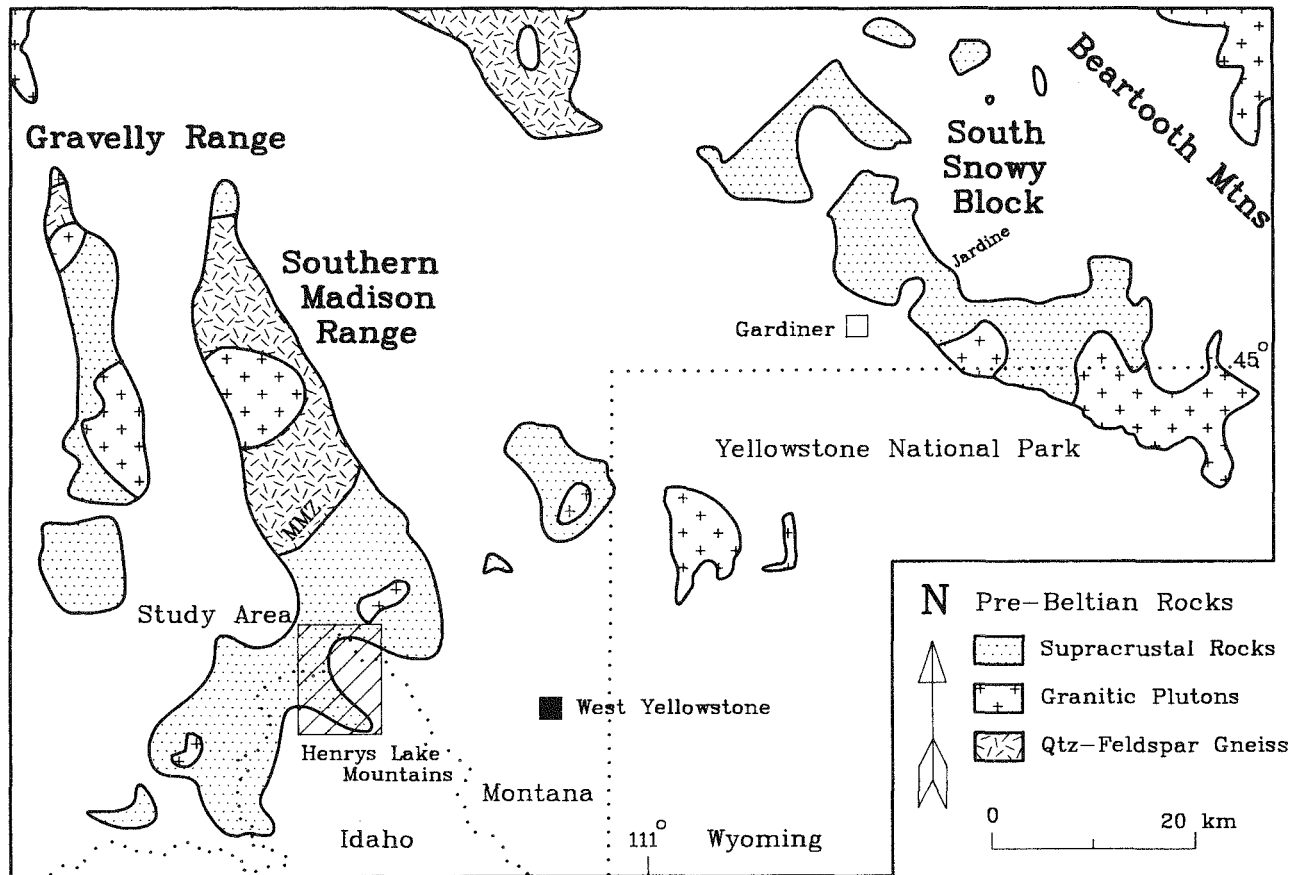 Gravelly Range
Southern
Madison
Range
South
Snowy
Block
Beartooth Mtns
Jardine
Gardiner
45°
Yellowstone National Park
MMZ
Study Area
West Yellowstone
Henrys Lake
Mountains
Montana
Idaho
111°
Wyoming
N
Pre-Beltian Rocks
Supracrustal Rocks
Granitic Plutons
Qtz-Feldspar Gneiss
0
20 km